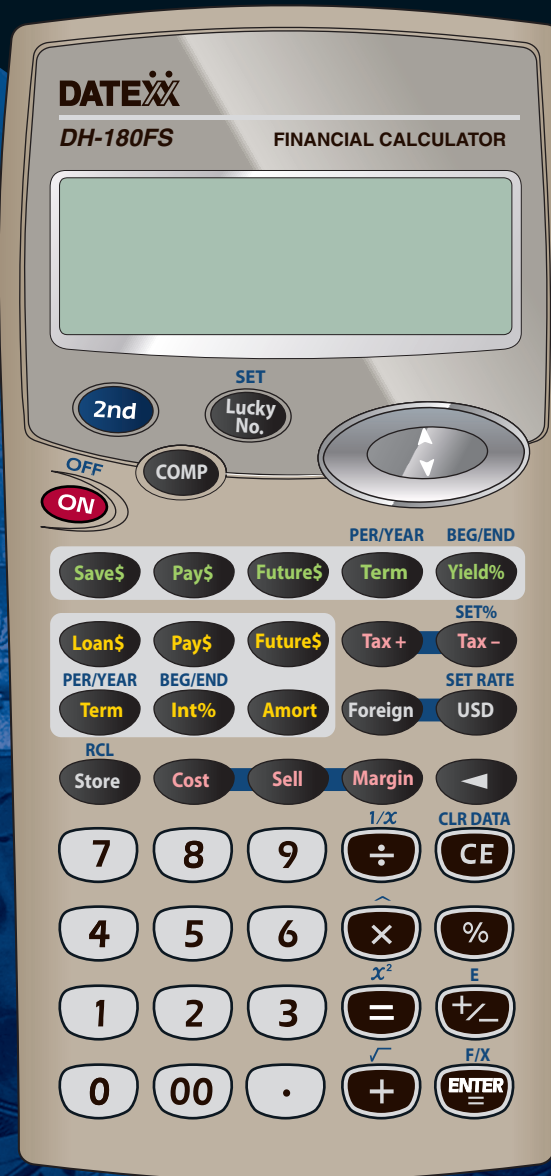 DATEXX
DH-180FS FINANCIAL CALCULATOR
SET
2nd Lucky No.
OFF COMP
ON
PER/YEAR BEG/END
Save$ Pay$ Future$ Term Yield%
SET%
Loan$ Pay$ Future$ Tax + Tax –
PER/YEAR BEG/END SET RATE
Term Int% Amort Foreign USD
RCL
Store Cost Sell Margin ◄
1/x CLR DATA
7 8 9 ÷ CE
^
4 5 6 × %
x² E
1 2 3 = +/–
√ F/X
0 00 . + ENTER =